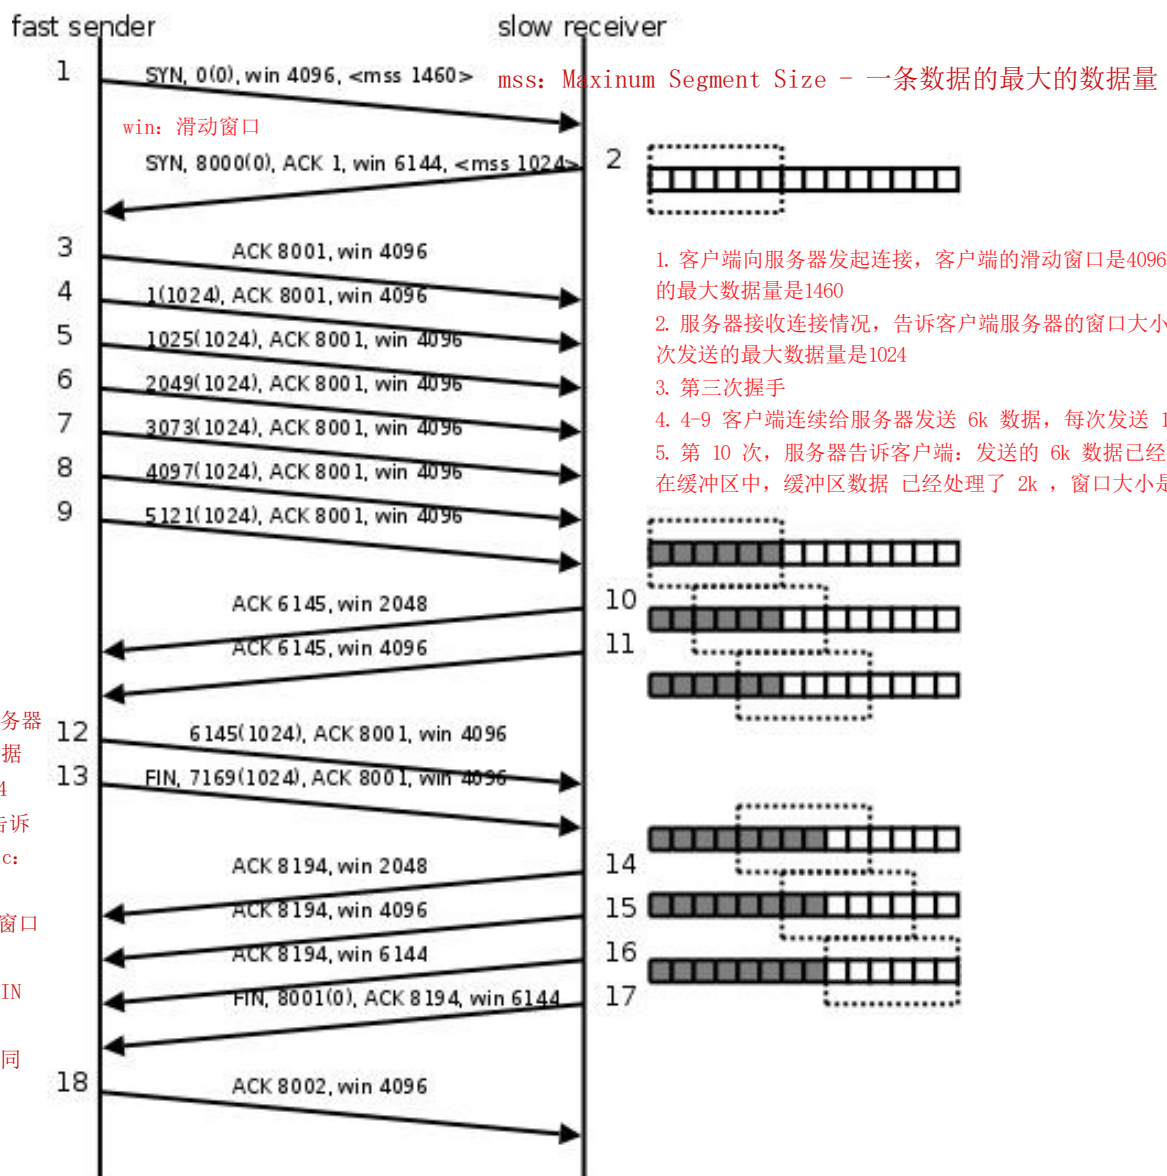 fast sender
slow receiver
1
SYN, 0(0), win 4096, <mss 1460>
mss: Maxinum Segment Size - 一条数据的最大的数据量
win: 滑动窗口
SYN, 8000(0), ACK 1, win 6144, <mss 1024>
2
3
ACK 8001, win 4096
4
1(1024), ACK 8001, win 4096
5
1025(1024), ACK 8001, win 4096
6
2049(1024), ACK 8001, win 4096
7
3073(1024), ACK 8001, win 4096
8
4097(1024), ACK 8001, win 4096
9
5121(1024), ACK 8001, win 4096
1. 客户端向服务器发起连接，客户端的滑动窗口是4096
的最大数据量是1460
2. 服务器接收连接情况，告诉客户端服务器的窗口大小
次发送的最大数据量是1024
3. 第三次握手
4. 4-9 客户端连续给服务器发送 6k 数据，每次发送 1
5. 第 10 次，服务器告诉客户端：发送的 6k 数据已经
在缓冲区中，缓冲区数据 已经处理了 2k ，窗口大小是
ACK 6145, win 2048
10
ACK 6145, win 4096
11
务器
据
4
告诉
c:
窗口
IN
同
12
6145(1024), ACK 8001, win 4096
13
FIN, 7169(1024), ACK 8001, win 4096
ACK 8194, win 2048
14
ACK 8194, win 4096
15
ACK 8194, win 6144
16
FIN, 8001(0), ACK 8194, win 6144
17
18
ACK 8002, win 4096